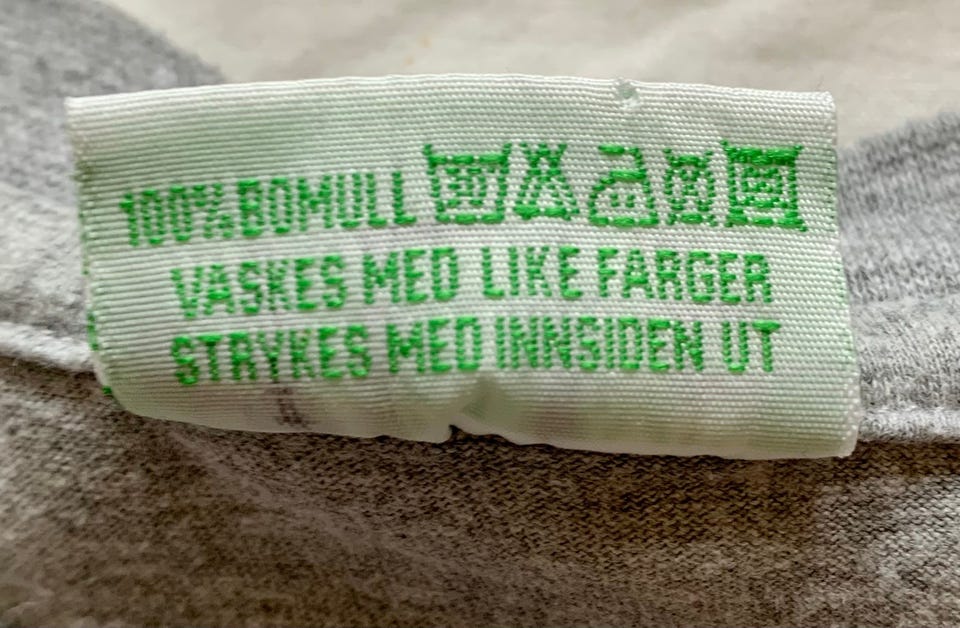 100% BOMULL
VASKES MED LIKE FARGER
STRYKES MED INNSIDEN UT